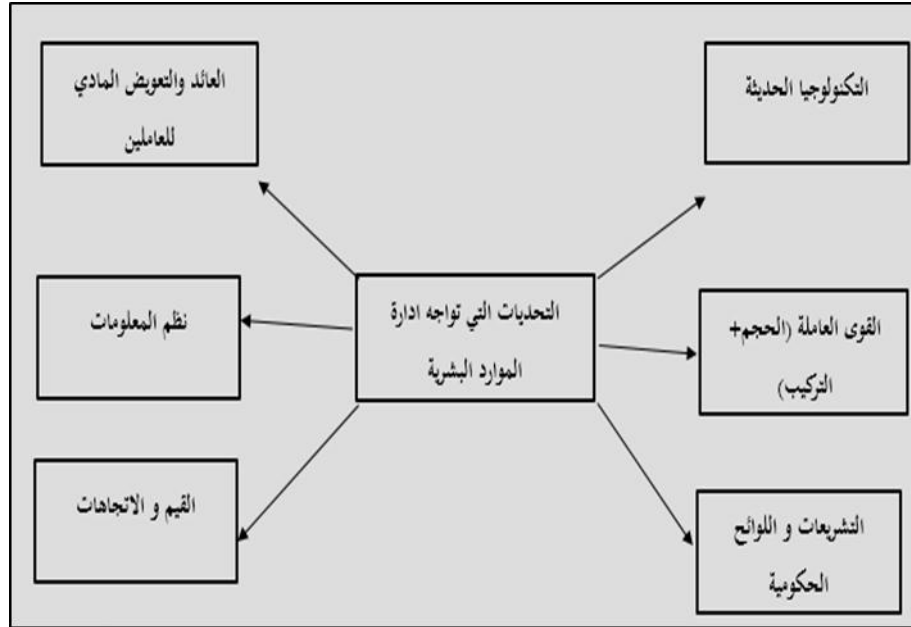 التكنولوجيا الحديثة
العائد والتعويض المادي
للعاملين
التحديات التي تواجه ادارة
الموارد البشرية
القوى العاملة (الحجم+
التركيب)
نظم المعلومات
التشريعات و اللوائح
الحكومية
القيم و الاتجاهات